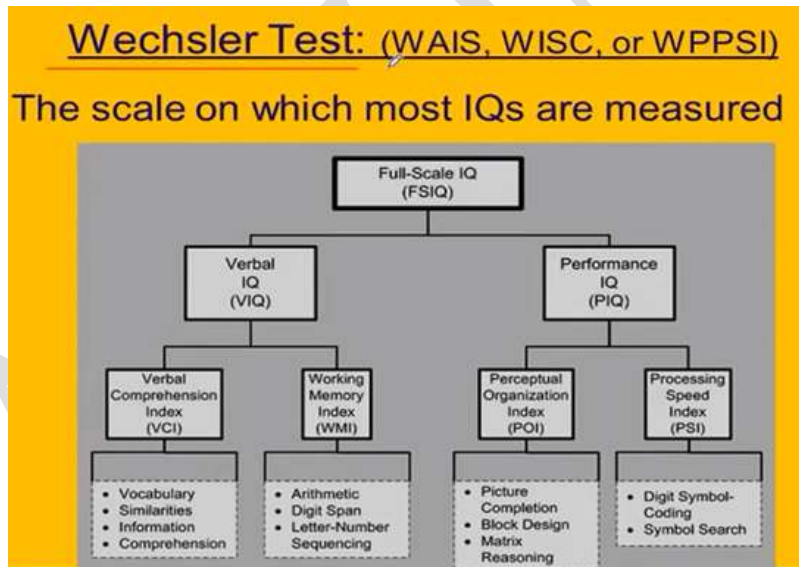 Wechsler Test: (WAIS, WISC, or WPPSI)
The scale on which most IQs are measured
Full-Scale IQ
(FSIQ)
Verbal
IQ
(VIQ)
Performance
IQ
(PIQ)
Verbal
Comprehension
Index
(VCI)
Working
Memory
Index
(WMI)
Perceptual
Organization
Index
(POI)
Processing
Speed
Index
(PSI)
• Vocabulary
• Similarities
• Information
• Comprehension
• Arithmetic
• Digit Span
• Letter-Number
Sequencing
• Picture
Completion
• Block Design
• Matrix
Reasoning
• Digit Symbol-
Coding
• Symbol Search